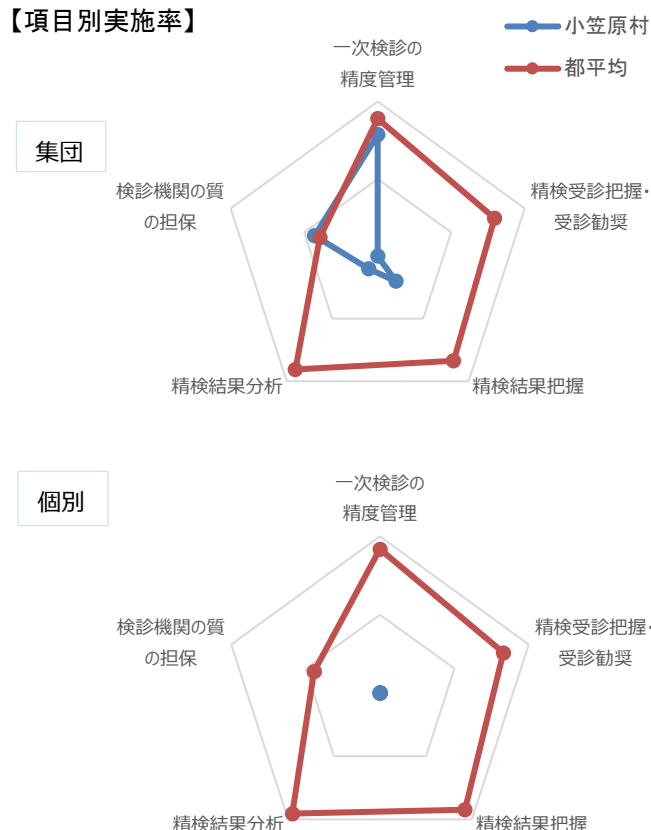 【項目別実施率】
小笠原村
都平均
集団
一次検診の
精度管理
検診機関の質
の担保
精検受診把握・
受診勧奨
精検結果分析
精検結果把握
個別
一次検診の
精度管理
検診機関の質
の担保
精検受診把握・
受診勧奨
精検結果分析
精検結果把握